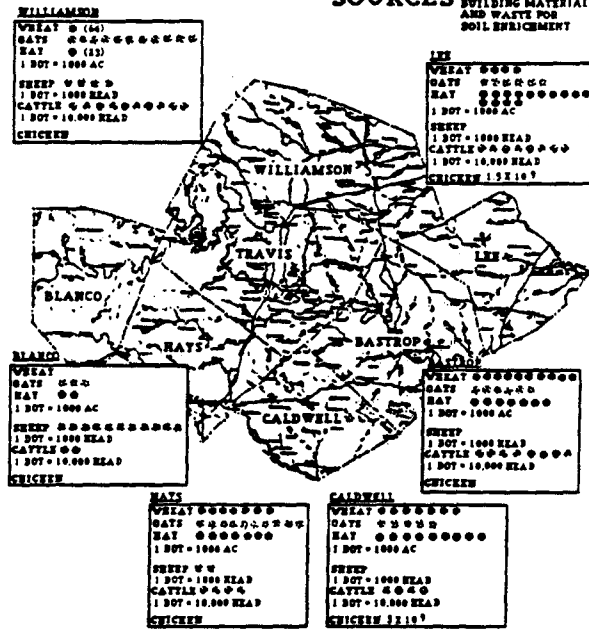 SOURCES
BUILDING MATERIAL
AND WASTE FOR
SOIL ENRICHMENT
WILLIAMSON
WHEAT (66)
OATS
HAY (23)
1 DOT = 1000 AC
SHEEP
1 DOT = 1000 HEAD
CATTLE
1 DOT = 10,000 HEAD
CHICKEN
LEE
WHEAT
OATS
HAY
1 DOT = 1000 AC
SHEEP
1 DOT = 1000 HEAD
CATTLE
1 DOT = 10,000 HEAD
CHICKEN
WILLIAMSON
TRAVIS
LEE
BLANCO
HAYS
BASTROP
CALDWELL
BLANCO
WHEAT
OATS
HAY
1 DOT = 1000 AC
SHEEP
1 DOT = 1000 HEAD
CATTLE
1 DOT = 10,000 HEAD
CHICKEN
WHEAT
OATS
HAY
1 DOT = 1000 AC
SHEEP
1 DOT = 1000 HEAD
CATTLE
1 DOT = 10,000 HEAD
CHICKEN
HAYS
WHEAT
OATS
HAY
1 DOT = 1000 AC
SHEEP
1 DOT = 1000 HEAD
CATTLE
1 DOT = 10,000 HEAD
CHICKEN
CALDWELL
WHEAT
OATS
HAY
1 DOT = 1000 AC
SHEEP
1 DOT = 1000 HEAD
CATTLE
1 DOT = 10,000 HEAD
CHICKEN